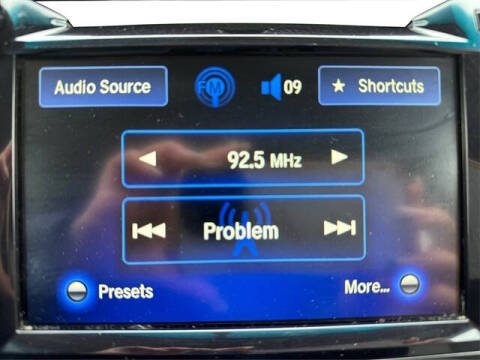 Audio Source
FM
09
★ Shortcuts
92.5 MHz
Problem
Presets
More...